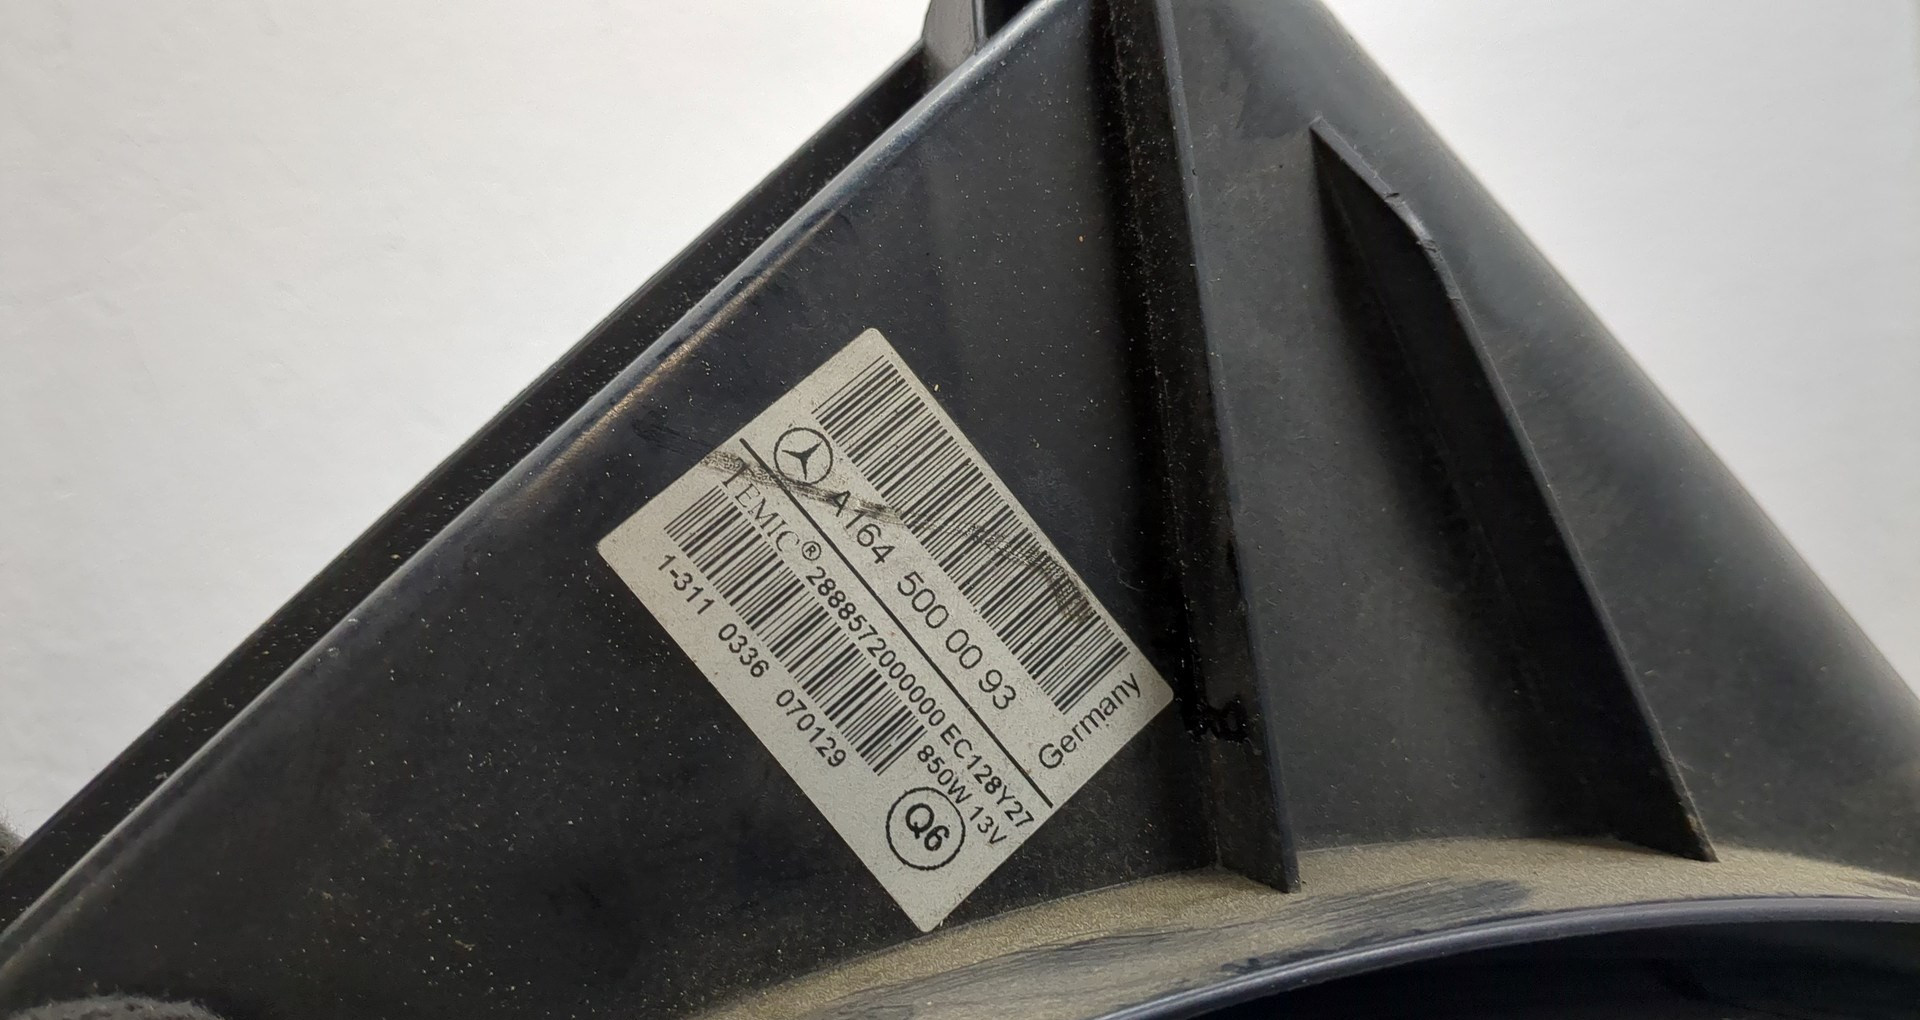 A164 500 00 93
Germany
TEMIC® 2888572000000 EC128Y27
850W 13V
1-311 0336 070129
Q6